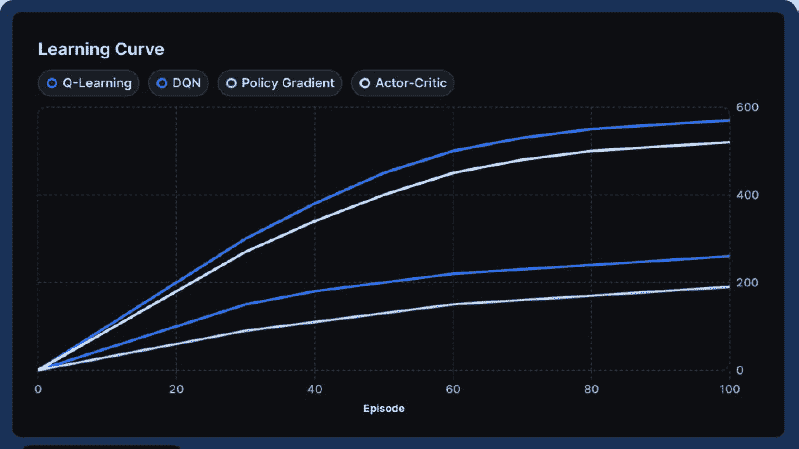 Learning Curve
Q-Learning DQN Policy Gradient Actor-Critic
600
400
200
0
0 20 40 60 80 100
Episode